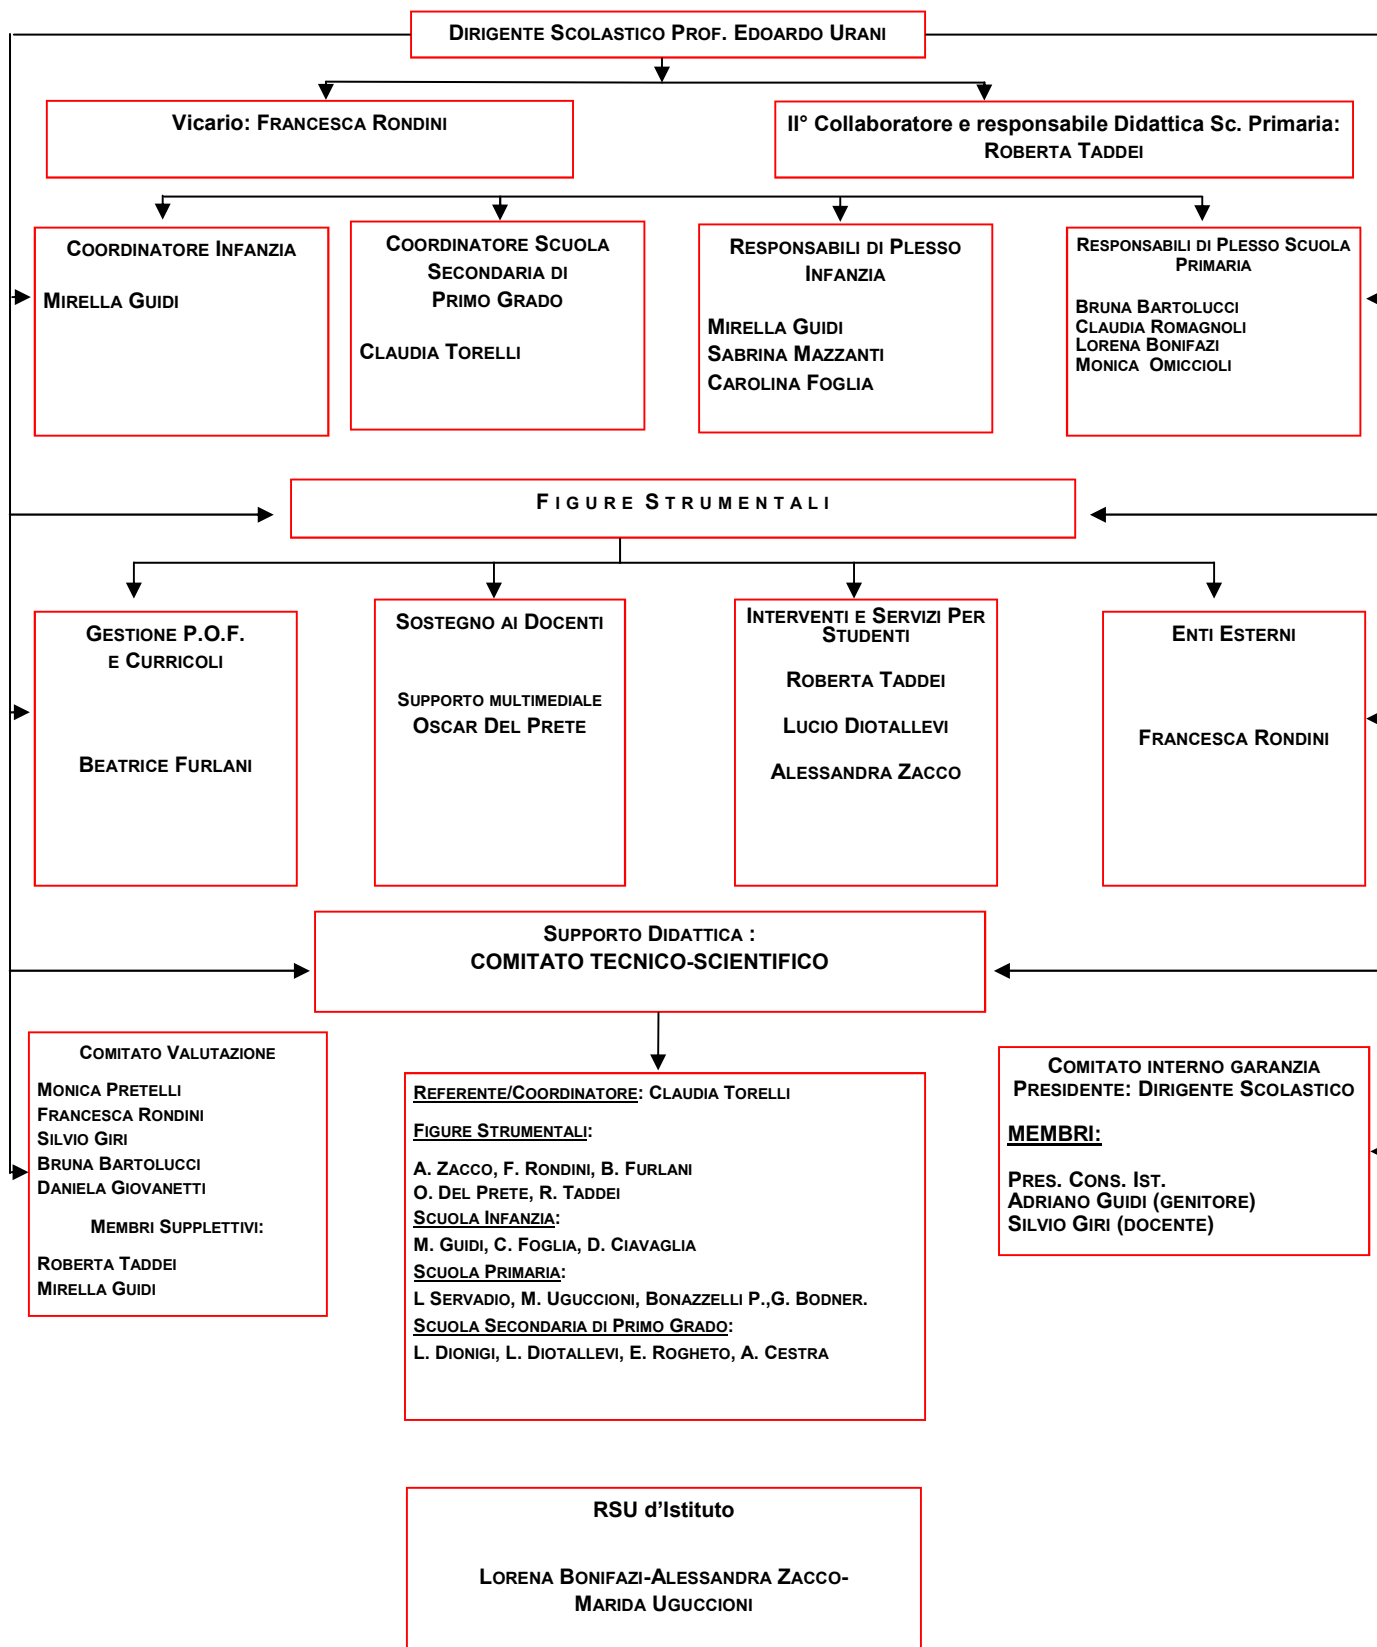 DIRIGENTE SCOLASTICO PROF. EDOARDO URANI
Vicario: FRANCESCA RONDINI
II° Collaboratore e responsabile Didattica Sc. Primaria:
ROBERTA TADDEI
COORDINATORE INFANZIA
MIRELLA GUIDI
COORDINATORE SCUOLA
SECONDARIA DI
PRIMO GRADO
CLAUDIA TORELLI
RESPONSABILI DI PLESSO
INFANZIA
MIRELLA GUIDI
SABRINA MAZZANTI
CAROLINA FOGLIA
RESPONSABILI DI PLESSO SCUOLA
PRIMARIA
BRUNA BARTOLUCCI
CLAUDIA ROMAGNOLI
LORENA BONIFAZI
MONICA OMICCIOLI
FIGURE STRUMENTALI
GESTIONE P.O.F.
E CURRICOLI
BEATRICE FURLANI
SOSTEGNO AI DOCENTI
SUPPORTO MULTIMEDIALE
OSCAR DEL PRETE
INTERVENTI E SERVIZI PER
STUDENTI
ROBERTA TADDEI
LUCIO DIOTALLEVI
ALESSANDRA ZACCO
ENTI ESTERNI
FRANCESCA RONDINI
SUPPORTO DIDATTICA :
COMITATO TECNICO-SCIENTIFICO
COMITATO VALUTAZIONE
MONICA PRETELLI
FRANCESCA RONDINI
SILVIO GIRI
BRUNA BARTOLUCCI
DANIELA GIOVANETTI
MEMBRI SUPPLETTIVI:
ROBERTA TADDEI
MIRELLA GUIDI
REFERENTE/COORDINATORE: CLAUDIA TORELLI
FIGURE STRUMENTALI:
A. ZACCO, F. RONDINI, B. FURLANI
O. DEL PRETE, R. TADDEI
SCUOLA INFANZIA:
M. GUIDI, C. FOGLIA, D. CIAVAGLIA
SCUOLA PRIMARIA:
L SERVADIO, M. UGUCCIONI, BONAZZELLI P.,G. BODNER.
SCUOLA SECONDARIA DI PRIMO GRADO:
L. DIONIGI, L. DIOTALLEVI, E. ROGHETO, A. CESTRA
COMITATO INTERNO GARANZIA
PRESIDENTE: DIRIGENTE SCOLASTICO
MEMBRI:
PRES. CONS. IST.
ADRIANO GUIDI (GENITORE)
SILVIO GIRI (DOCENTE)
RSU d'Istituto
LORENA BONIFAZI-ALESSANDRA ZACCO-
MARIDA UGUCCIONI